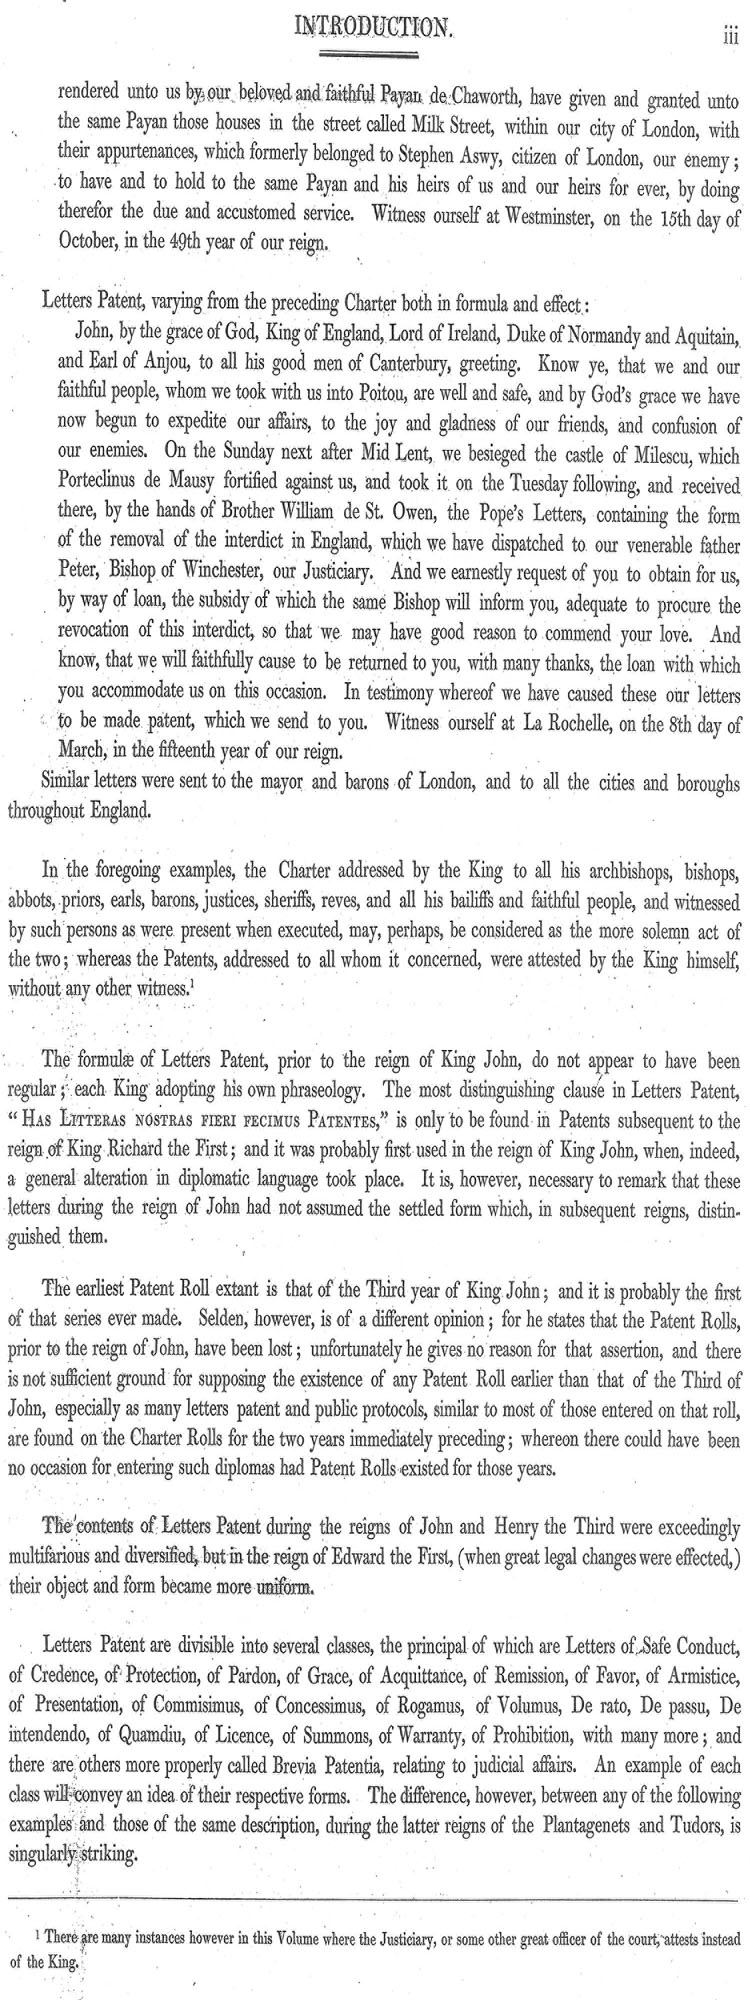 INTRODUCTION.
iii
rendered unto us by our beloved and faithful Payan de Chaworth, have given and granted unto
the same Payan those houses in the street called Milk Street, within our city of London, with
their appurtenances, which formerly belonged to Stephen Aswy, citizen of London, our enemy;
to have and to hold to the same Payan and his heirs of us and our heirs for ever, by doing
therefor the due and accustomed service. Witness ourself at Westminster, on the 15th day of
October, in the 49th year of our reign.
Letters Patent, varying from the preceding Charter both in formula and effect:
John, by the grace of God, King of England, Lord of Ireland, Duke of Normandy and Aquitain,
and Earl of Anjou, to all his good men of Canterbury, greeting. Know ye, that we and our
faithful people, whom we took with us into Poitou, are well and safe, and by God's grace we have
now begun to expedite our affairs, to the joy and gladness of our friends, and confusion of
our enemies. On the Sunday next after Mid Lent, we besieged the castle of Milescu, which
Porteclinus de Mausy fortified against us, and took it on the Tuesday following, and received
there, by the hands of Brother William de St. Owen, the Pope's Letters, containing the form
of the removal of the interdict in England, which we have dispatched to our venerable father
Peter, Bishop of Winchester, our Justiciary. And we earnestly request of you to obtain for us,
by way of loan, the subsidy of which the same Bishop will inform you, adequate to procure the
revocation of this interdict, so that we may have good reason to commend your love. And
know, that we will faithfully cause to be returned to you, with many thanks, the loan with which
you accommodate us on this occasion. In testimony whereof we have caused these our letters
to be made patent, which we send to you. Witness ourself at La Rochelle, on the 8th day of
March, in the fifteenth year of our reign.
Similar letters were sent to the mayor and barons of London, and to all the cities and boroughs
throughout England.
In the foregoing examples, the Charter addressed by the King to all his archbishops, bishops,
abbots, priors, earls, barons, justices, sheriffs, reves, and all his bailiffs and faithful people, and witnessed
by such persons as were present when executed, may, perhaps, be considered as the more solemn act of
the two; whereas the Patents, addressed to all whom it concerned, were attested by the King himself,
without any other witness.¹
The formulæ of Letters Patent, prior to the reign of King John, do not appear to have been
regular; each King adopting his own phraseology. The most distinguishing clause in Letters Patent,
"HAS LITTERAS NOSTRAS FIERI FECIMUS PATENTES," is only to be found in Patents subsequent to the
reign of King Richard the First; and it was probably first used in the reign of King John, when, indeed,
a general alteration in diplomatic language took place. It is, however, necessary to remark that these
letters during the reign of John had not assumed the settled form which, in subsequent reigns, distin-
guished them.
The earliest Patent Roll extant is that of the Third year of King John; and it is probably the first
of that series ever made. Selden, however, is of a different opinion; for he states that the Patent Rolls,
prior to the reign of John, have been lost; unfortunately he gives no reason for that assertion, and there
is not sufficient ground for supposing the existence of any Patent Roll earlier than that of the Third of
John, especially as many letters patent and public protocols, similar to most of those entered on that roll,
are found on the Charter Rolls for the two years immediately preceding; whereon there could have been
no occasion for entering such diplomas had Patent Rolls existed for those years.
The contents of Letters Patent during the reigns of John and Henry the Third were exceedingly
multifarious and diversified, but in the reign of Edward the First, (when great legal changes were effected,)
their object and form became more uniform.
Letters Patent are divisible into several classes, the principal of which are Letters of Safe Conduct,
of Credence, of Protection, of Pardon, of Grace, of Acquittance, of Remission, of Favor, of Armistice,
of Presentation, of Commisimus, of Concessimus, of Rogamus, of Volumus, De rato, De passu, De
intendendo, of Quamdiu, of Licence, of Summons, of Warranty, of Prohibition, with many more; and
there are others more properly called Brevia Patentia, relating to judicial affairs. An example of each
class will convey an idea of their respective forms. The difference, however, between any of the following
examples and those of the same description, during the latter reigns of the Plantagenets and Tudors, is
singularly striking.
¹ There are many instances however in this Volume where the Justiciary, or some other great officer of the court, attests instead
of the King.